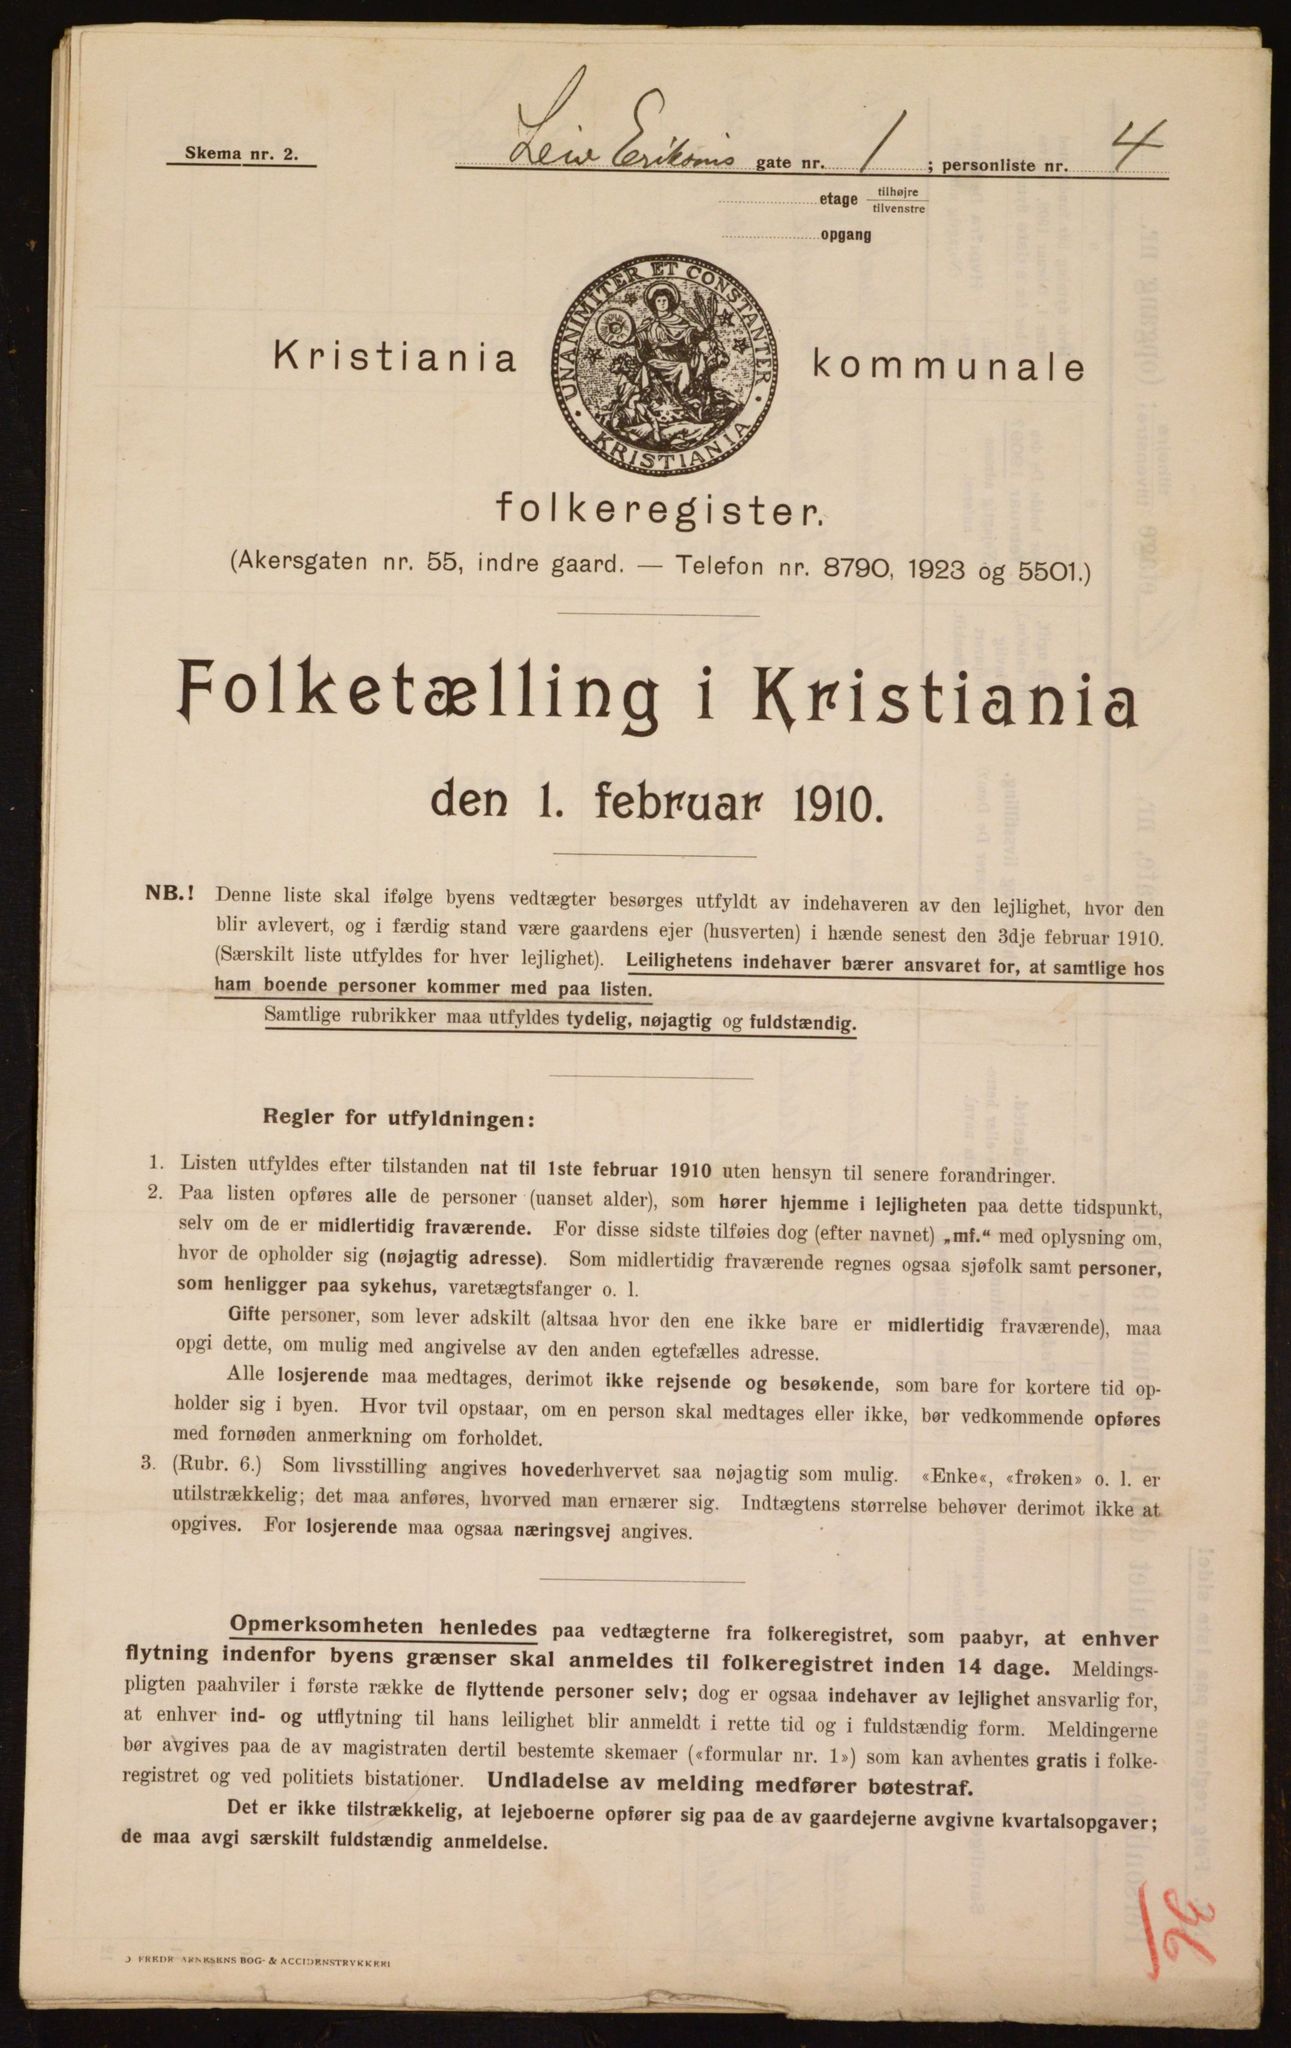 Skema nr. 2.
Leiv Eriksøns gate nr. 1 ; personliste nr. 4
etage tilhøjre
tilvenstre
opgang
UNANIMITER ET CONSTANTER
KRISTIANIA
Kristiania kommunale
folkeregister.
(Akersgaten nr. 55, indre gaard. — Telefon nr. 8790, 1923 og 5501.)
Folketælling i Kristiania
den 1. februar 1910.
NB.! Denne liste skal ifølge byens vedtægter besørges utfyldt av indehaveren av den lejlighet, hvor den
blir avlevert, og i færdig stand være gaardens ejer (husverten) i hænde senest den 3dje februar 1910.
(Særskilt liste utfyldes for hver lejlighet). Leilighetens indehaver bærer ansvaret for, at samtlige hos
ham boende personer kommer med paa listen.
Samtlige rubrikker maa utfyldes tydelig, nøjagtig og fuldstændig.
Regler for utfyldningen:
1. Listen utfyldes efter tilstanden nat til 1ste februar 1910 uten hensyn til senere forandringer.
2. Paa listen opføres alle de personer (uanset alder), som hører hjemme i lejligheten paa dette tidspunkt,
selv om de er midlertidig fraværende. For disse sidste tilføies dog (efter navnet) „mf.“ med oplysning om,
hvor de opholder sig (nøjagtig adresse). Som midlertidig fraværende regnes ogsaa sjøfolk samt personer,
som henligger paa sykehus, varetægtsfanger o. l.
Gifte personer, som lever adskilt (altsaa hvor den ene ikke bare er midlertidig fraværende), maa
opgi dette, om mulig med angivelse av den anden egtefælles adresse.
Alle losjerende maa medtages, derimot ikke rejsende og besøkende, som bare for kortere tid op-
holder sig i byen. Hvor tvil opstaar, om en person skal medtages eller ikke, bør vedkommende opføres
med fornøden anmerkning om forholdet.
3. (Rubr. 6.) Som livsstilling angives hovederhvervet saa nøjagtig som mulig. «Enke«, «frøken» o. l. er
utilstrækkelig; det maa anføres, hvorved man ernærer sig. Indtægtens størrelse behøver derimot ikke at
opgives. For losjerende maa ogsaa næringsvej angives.
Opmerksomheten henledes paa vedtægterne fra folkeregistret, som paabyr, at enhver
flytning indenfor byens grænser skal anmeldes til folkeregistret inden 14 dage. Meldings-
pligten paahviler i første række de flyttende personer selv; dog er ogsaa indehaver av lejlighet ansvarlig for,
at enhver ind- og utflytning til hans leilighet blir anmeldt i rette tid og i fuldstændig form. Meldingerne
bør avgives paa de av magistraten dertil bestemte skemaer («formular nr. 1») som kan avhentes gratis i folke-
registret og ved politiets bistationer. Undladelse av melding medfører bøtestraf.
Det er ikke tilstrækkelig, at lejeboerne opfører sig paa de av gaardejerne avgivne kvartalsopgaver;
de maa avgi særskilt fuldstændig anmeldelse.
36
FREDR ARNESENS BOG- & ACCIDENSTRYKKERI